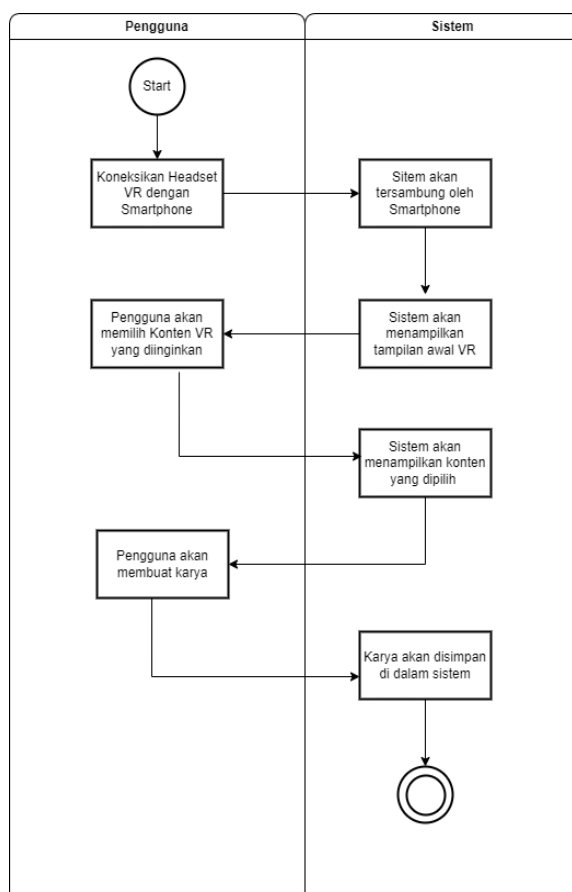 Pengguna
Sistem
Start
Koneksikan Headset
VR dengan
Smartphone
Sitem akan
tersambung oleh
Smartphone
Sistem akan
menampilkan
tampilan awal VR
Pengguna akan
memilih Konten VR
yang diinginkan
Sistem akan
menampilkan konten
yang dipilih
Pengguna akan
membuat karya
Karya akan disimpan
di dalam sistem